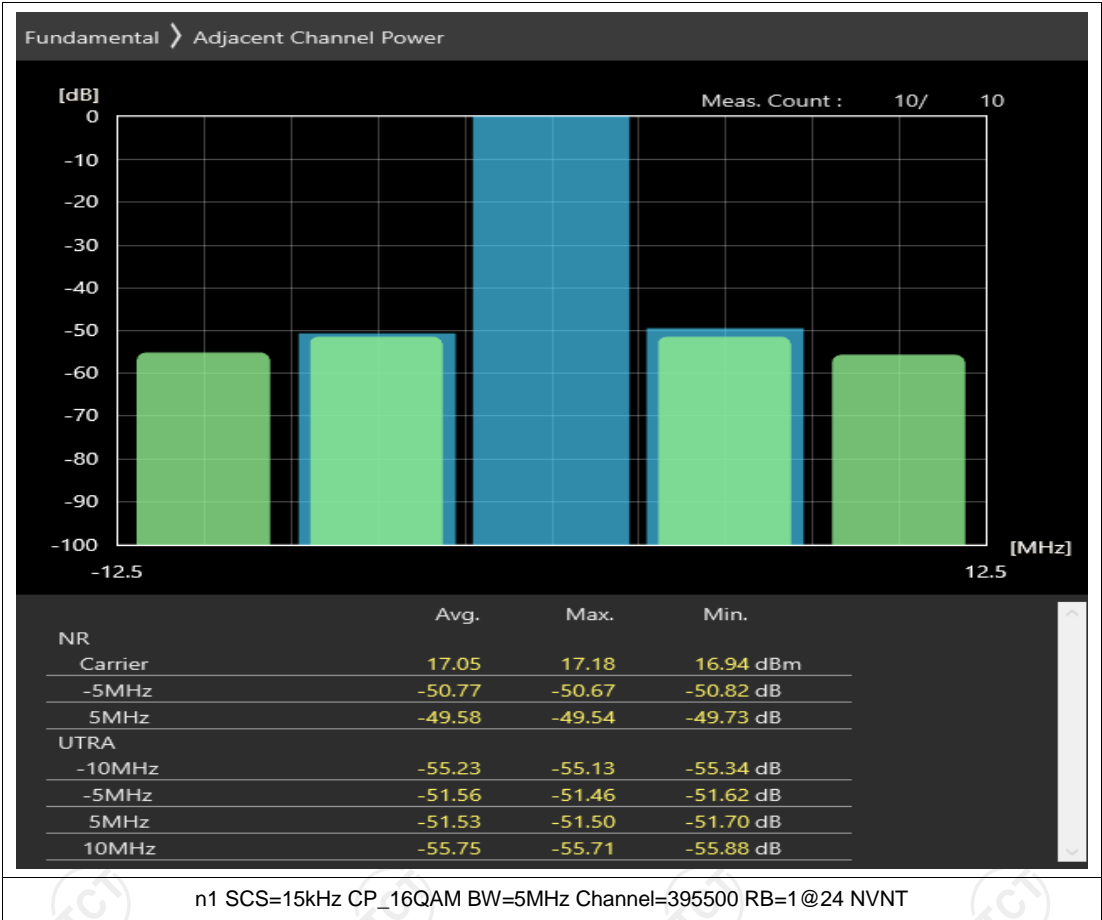 Fundamental 〉 Adjacent Channel Power
[dB]
Meas. Count : 10/ 10
0
-10
-20
-30
-40
-50
-60
-70
-80
-90
-100
[MHz]
-12.5 12.5
Avg. Max. Min.
NR
Carrier 17.05 17.18 16.94 dBm
-5MHz -50.77 -50.67 -50.82 dB
5MHz -49.58 -49.54 -49.73 dB
UTRA
-10MHz -55.23 -55.13 -55.34 dB
-5MHz -51.56 -51.46 -51.62 dB
5MHz -51.53 -51.50 -51.70 dB
10MHz -55.75 -55.71 -55.88 dB
n1 SCS=15kHz CP_16QAM BW=5MHz Channel=395500 RB=1@24 NVNT
TCT TCT TCT TCT